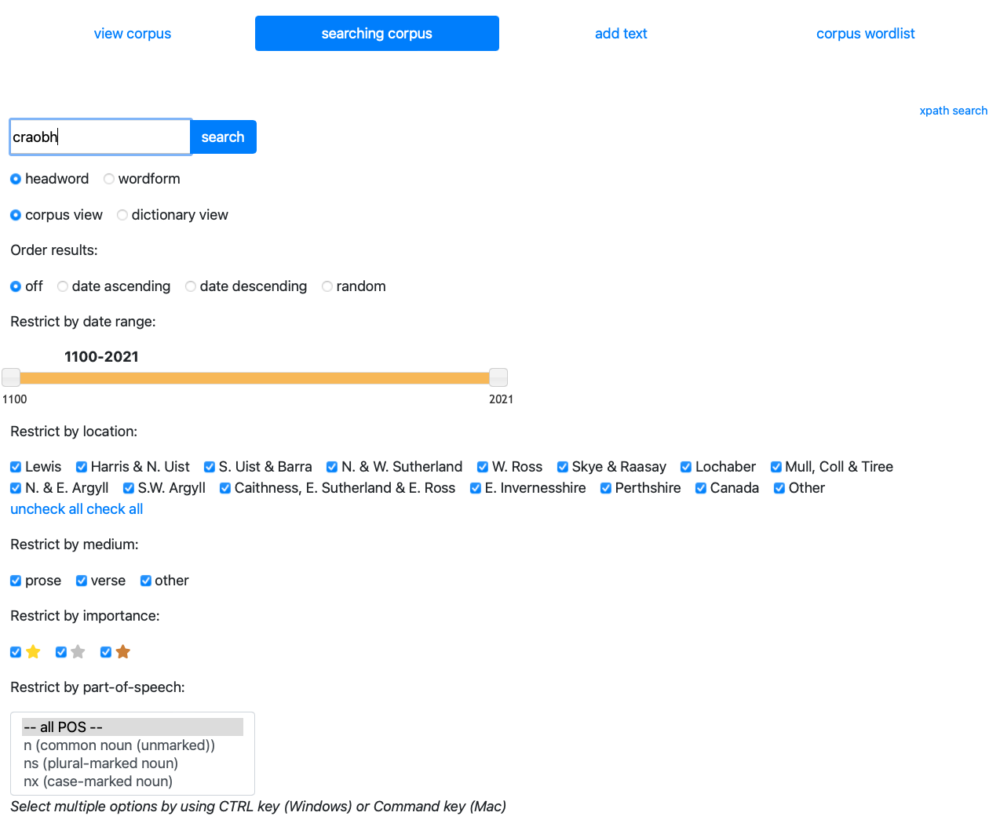 view corpus searching corpus add text corpus wordlist
xpath search
craobh search
headword wordform
corpus view dictionary view
Order results:
off date ascending date descending random
Restrict by date range:
1100-2021
1100 2021
Restrict by location:
Lewis Harris & N. Uist S. Uist & Barra N. & W. Sutherland W. Ross Skye & Raasay Lochaber Mull, Coll & Tiree
N. & E. Argyll S.W. Argyll Caithness, E. Sutherland & E. Ross E. Invernesshire Perthshire Canada Other
uncheck all check all
Restrict by medium:
prose verse other
Restrict by importance:
Restrict by part-of-speech:
-- all POS --
n (common noun (unmarked))
ns (plural-marked noun)
nx (case-marked noun)
Select multiple options by using CTRL key (Windows) or Command key (Mac)